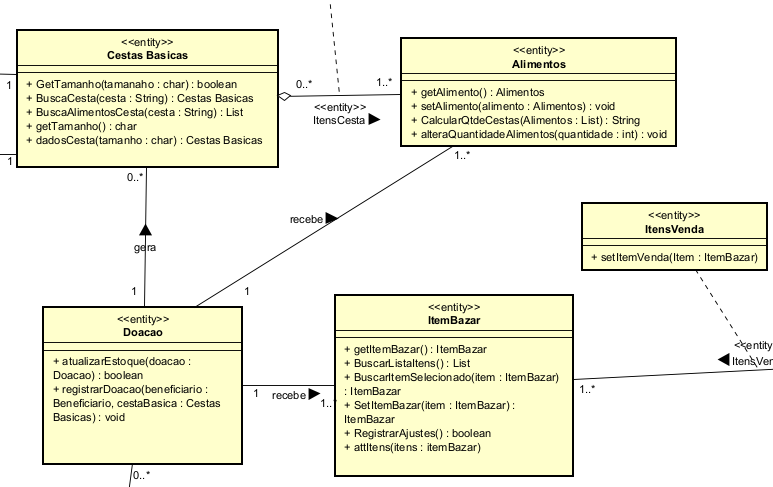 <<entity>>
Cestas Basicas
+ GetTamanho(tamanaho : char) : boolean
+ BuscaCesta(cesta : String) : Cestas Basicas
+ BuscaAlimentosCesta(cesta : String) : List
+ getTamanho() : char
+ dadosCesta(tamanho : char) : Cestas Basicas
1
1
0..*
1..*
<<entity>>
ItensCesta
<<entity>>
Alimentos
+ getAlimento() : Alimentos
+ setAlimento(alimento : Alimentos) : void
+ CalcularQtdeCestas(Alimentos : List) : String
+ alteraQuantidadeAlimentos(quantidade : int) : void
0..*
1..*
recebe
gera
1
1
<<entity>>
ItensVenda
+ setItemVenda(Item : ItemBazar)
<<entity>>
Doacao
+ atualizarEstoque(doacao :
Doacao) : boolean
+ registrarDoacao(beneficiario :
Beneficiario, cestaBasica : Cestas
Basicas) : void
1
recebe
1..*
<<entity>>
ItemBazar
+ getItemBazar() : ItemBazar
+ BuscarListaItens() : List
+ BuscarItemSelecionado(item : ItemBazar)
: ItemBazar
+ SetItemBazar(item : ItemBazar) :
ItemBazar
+ RegistrarAjustes() : boolean
+ attItens(itens : itemBazar)
<<entity
ItensVen
1..*
0..*